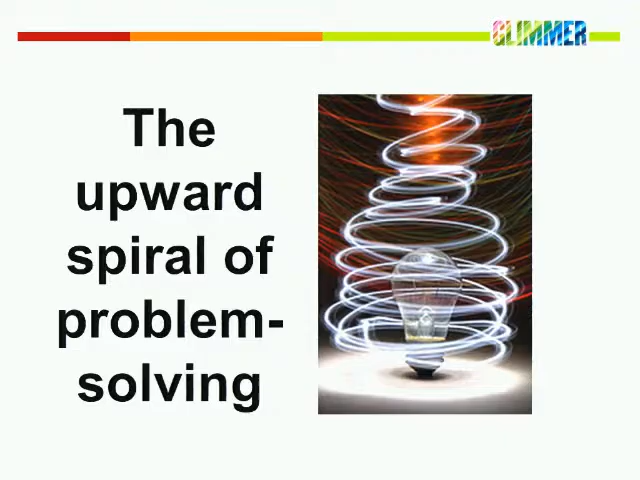 GLIMMER
The
upward
spiral of
problem-
solving